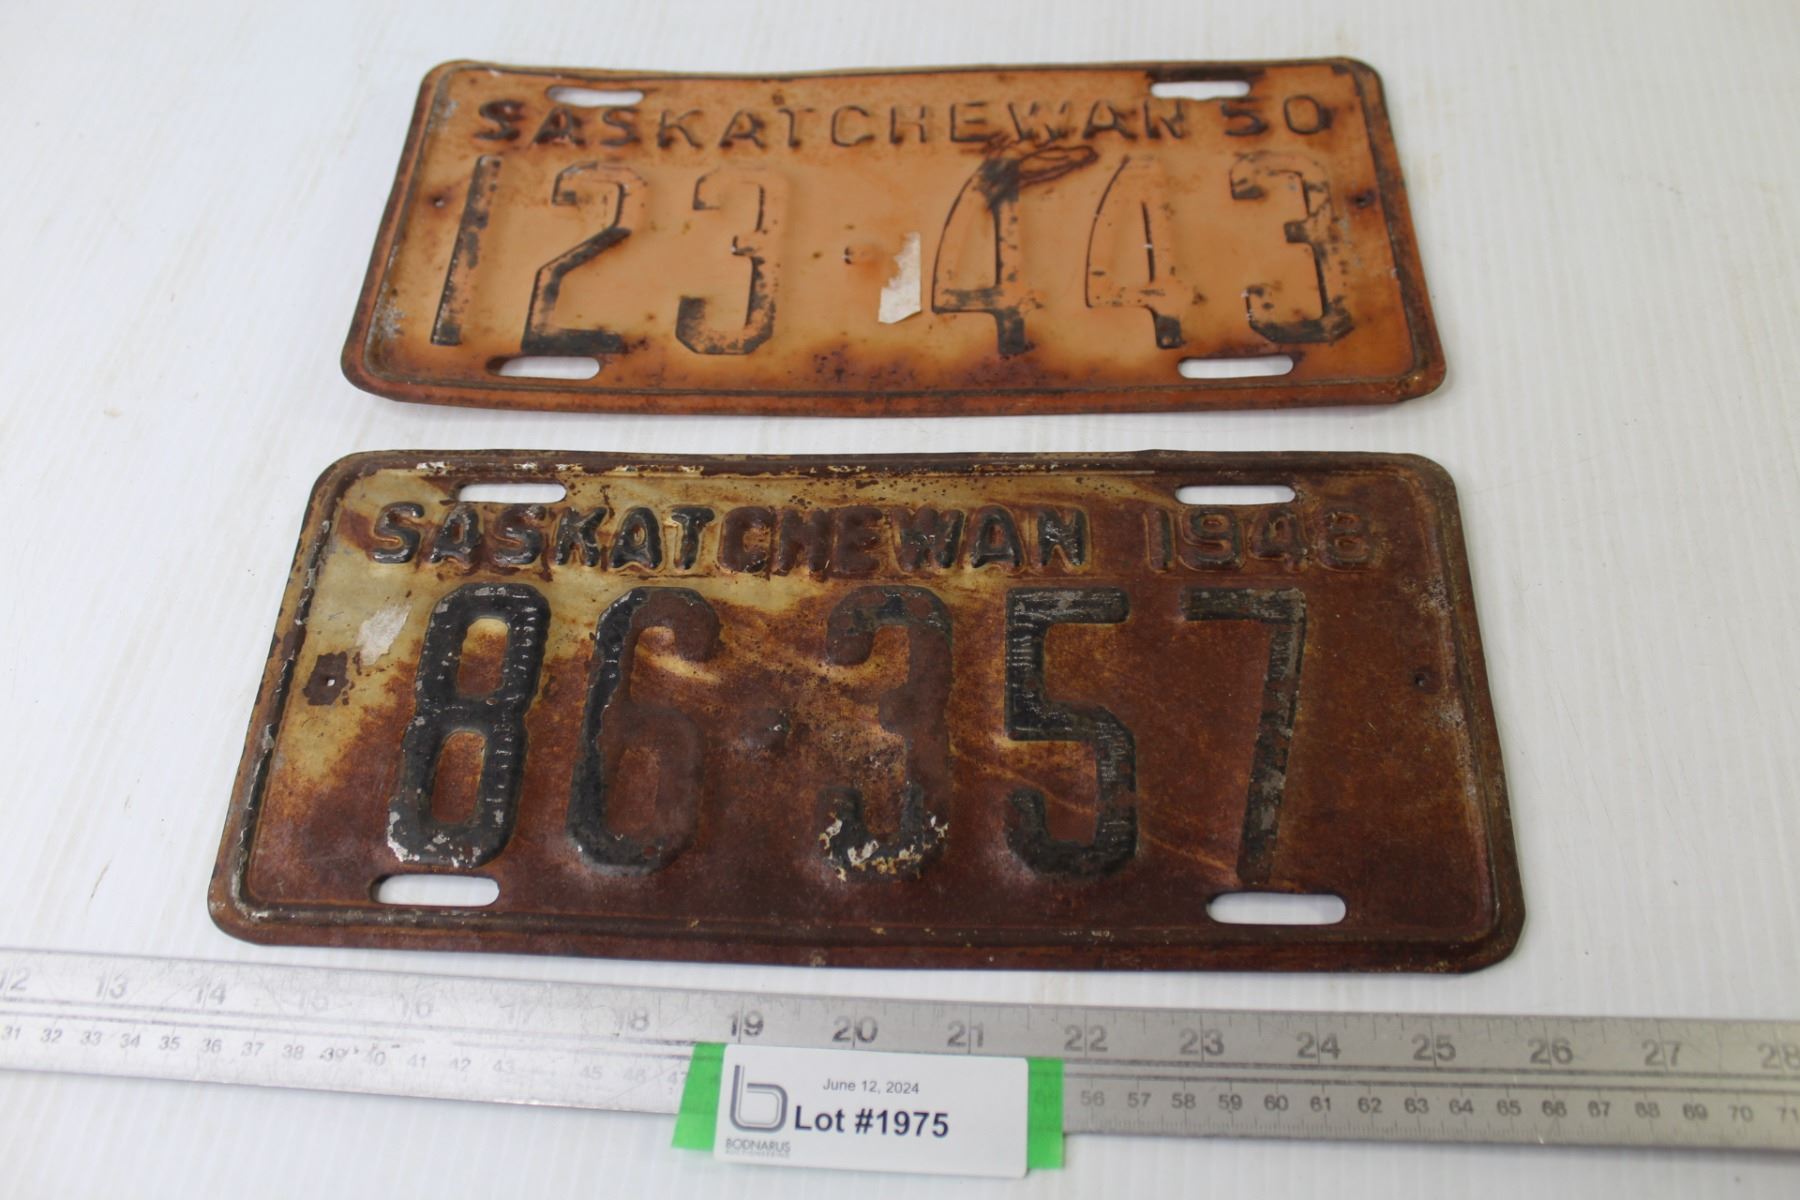 SASKATCHEWAN 50
123·443
SASKATCHEWAN 1948
86·357
12 13 14 15 16 17 18 19 20 21 22 23 24 25 26 27 28
31 32 33 34 35 36 37 38 39 40 41 42 43 45 46 47 56 57 58 59 60 61 62 63 64 65 66 67 68 69 70 71
June 12, 2024
Lot #1975
BODNARUS
AUCTIONEERING